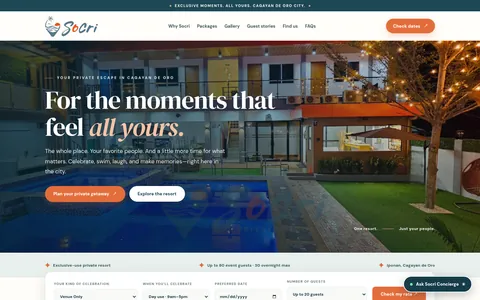 EXCLUSIVE MOMENTS. ALL YOURS. CAGAYAN DE ORO CITY.
SoCri
Why Socri Packages Gallery Guest stories Find us FAQs
Check dates ↗
YOUR PRIVATE ESCAPE IN CAGAYAN DE ORO
For the moments that
feel all yours.
The whole place. Your favorite people. And a little more time for what
matters. Celebrate, swim, laugh, and make memories—right here in
the city.
Plan your private getaway ↗ Explore the resort
One resort. Just your people.
Exclusive-use private resort Up to 80 event guests · 30 overnight max Iponan, Cagayan de Oro
Ask Socri Concierge
YOUR KIND OF CELEBRATION WHEN YOU'LL CELEBRATE PREFERRED DATE NUMBER OF GUESTS
Venue Only Day use · 8am–5pm mm/dd/yyyy Up to 20 guests Check my